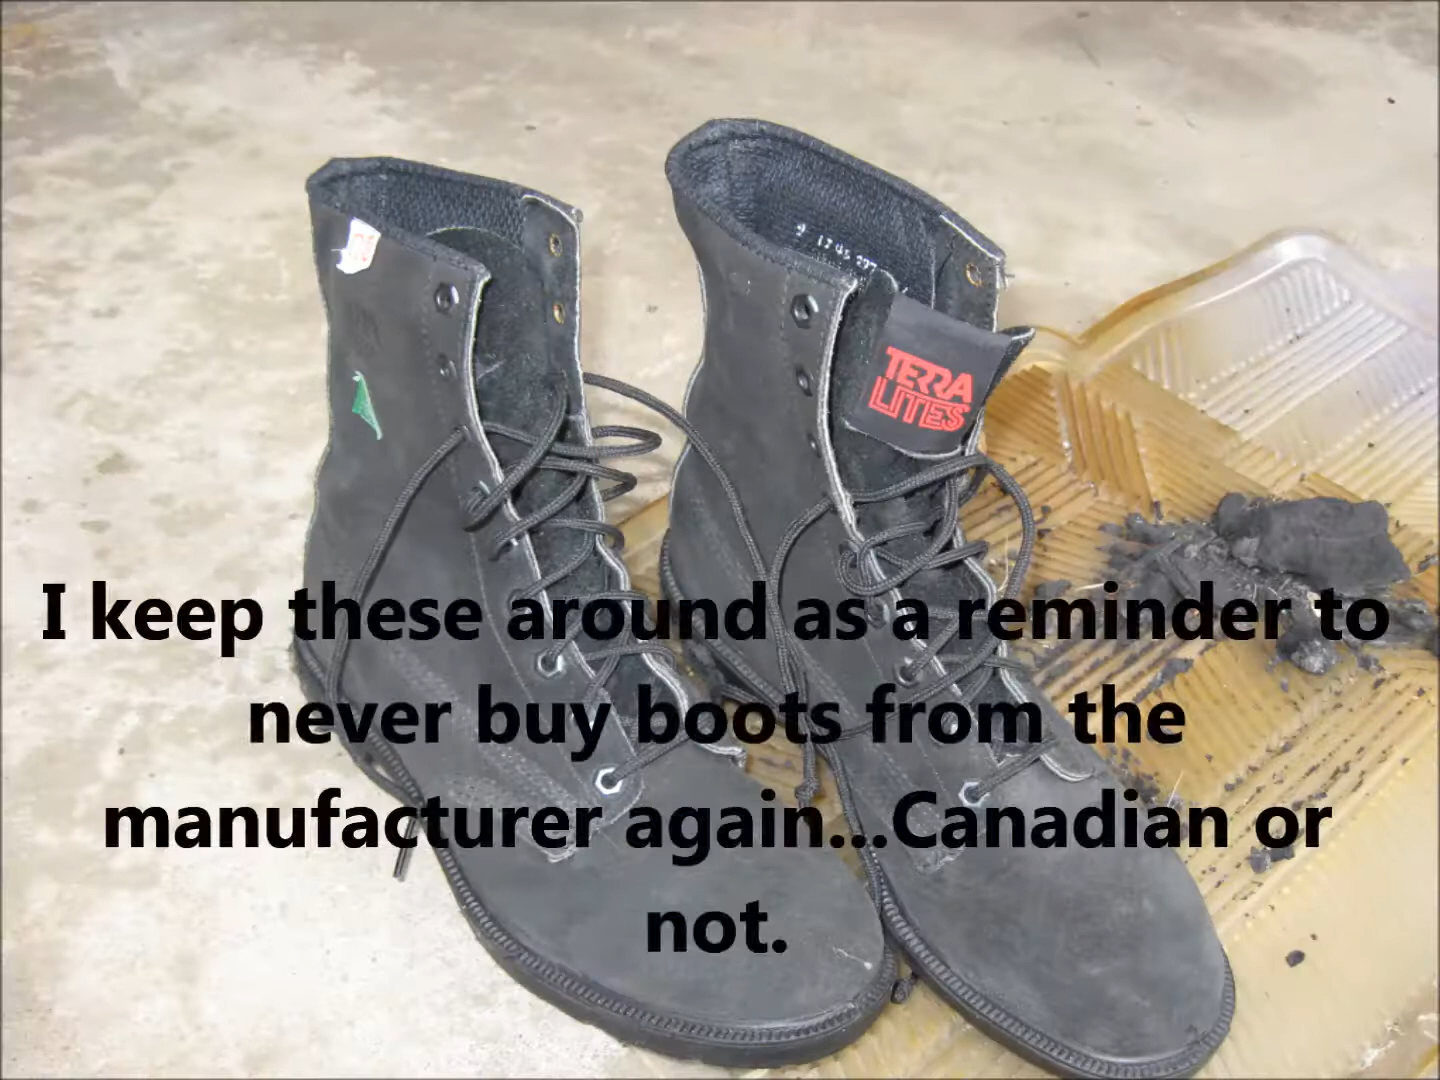 TERRA
LITES
I keep these around as a reminder to
never buy boots from the
manufacturer again...Canadian or
not.